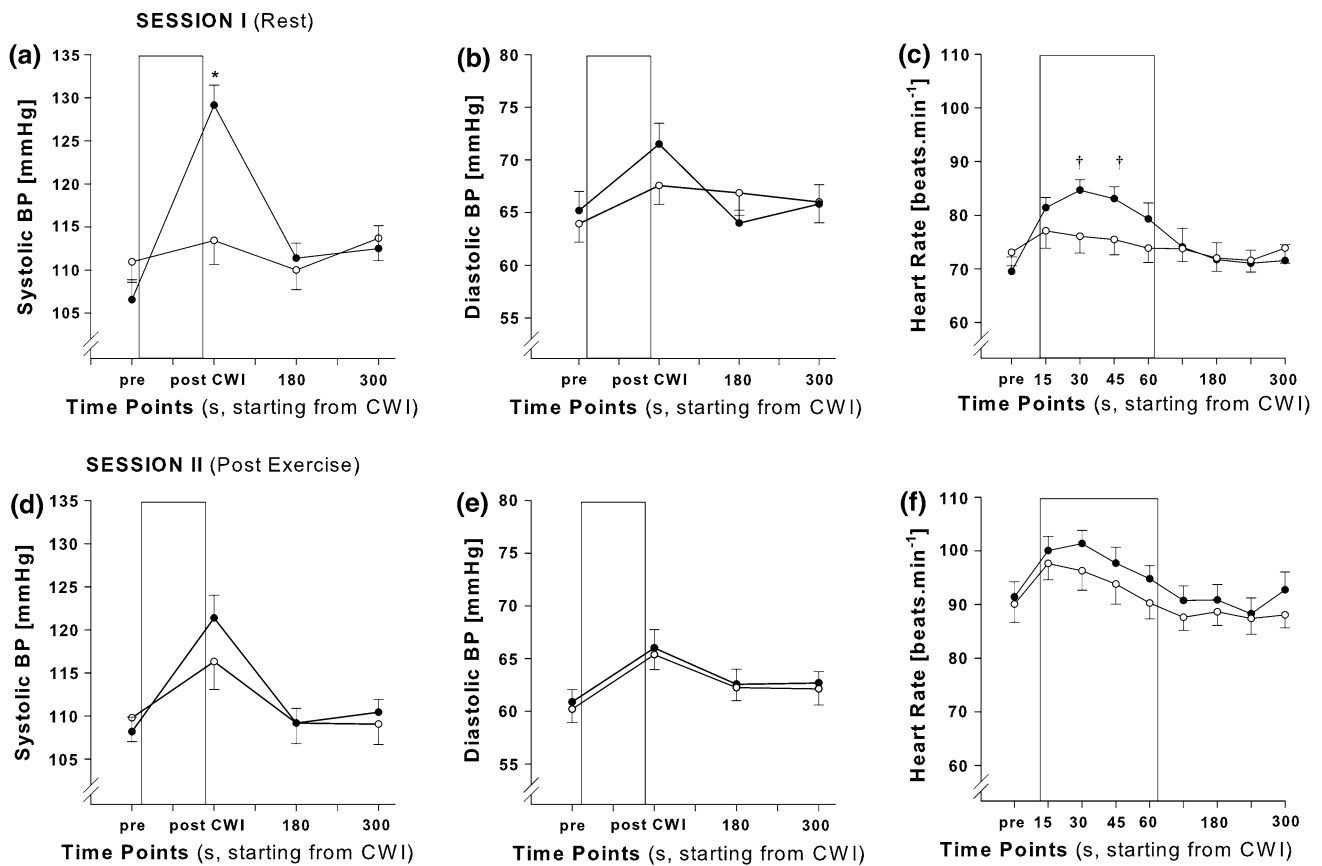 SESSION I (Rest)
(a)
135
130
125
120
115
110
105
Systolic BP [mmHg]
*
pre post CWI 180 300
Time Points (s, starting from CWI)
(b)
80
75
70
65
60
55
Diastolic BP [mmHg]
pre post CWI 180 300
Time Points (s, starting from CWI)
(c)
110
100
90
80
70
60
Heart Rate [beats.min-1]
† †
pre 15 30 45 60 180 300
Time Points (s, starting from CWI)
SESSION II (Post Exercise)
(d)
135
130
125
120
115
110
105
Systolic BP [mmHg]
pre post CWI 180 300
Time Points (s, starting from CWI)
(e)
80
75
70
65
60
55
Diastolic BP [mmHg]
pre post CWI 180 300
Time Points (s, starting from CWI)
(f)
110
100
90
80
70
60
Heart Rate [beats.min-1]
pre 15 30 45 60 180 300
Time Points (s, starting from CWI)